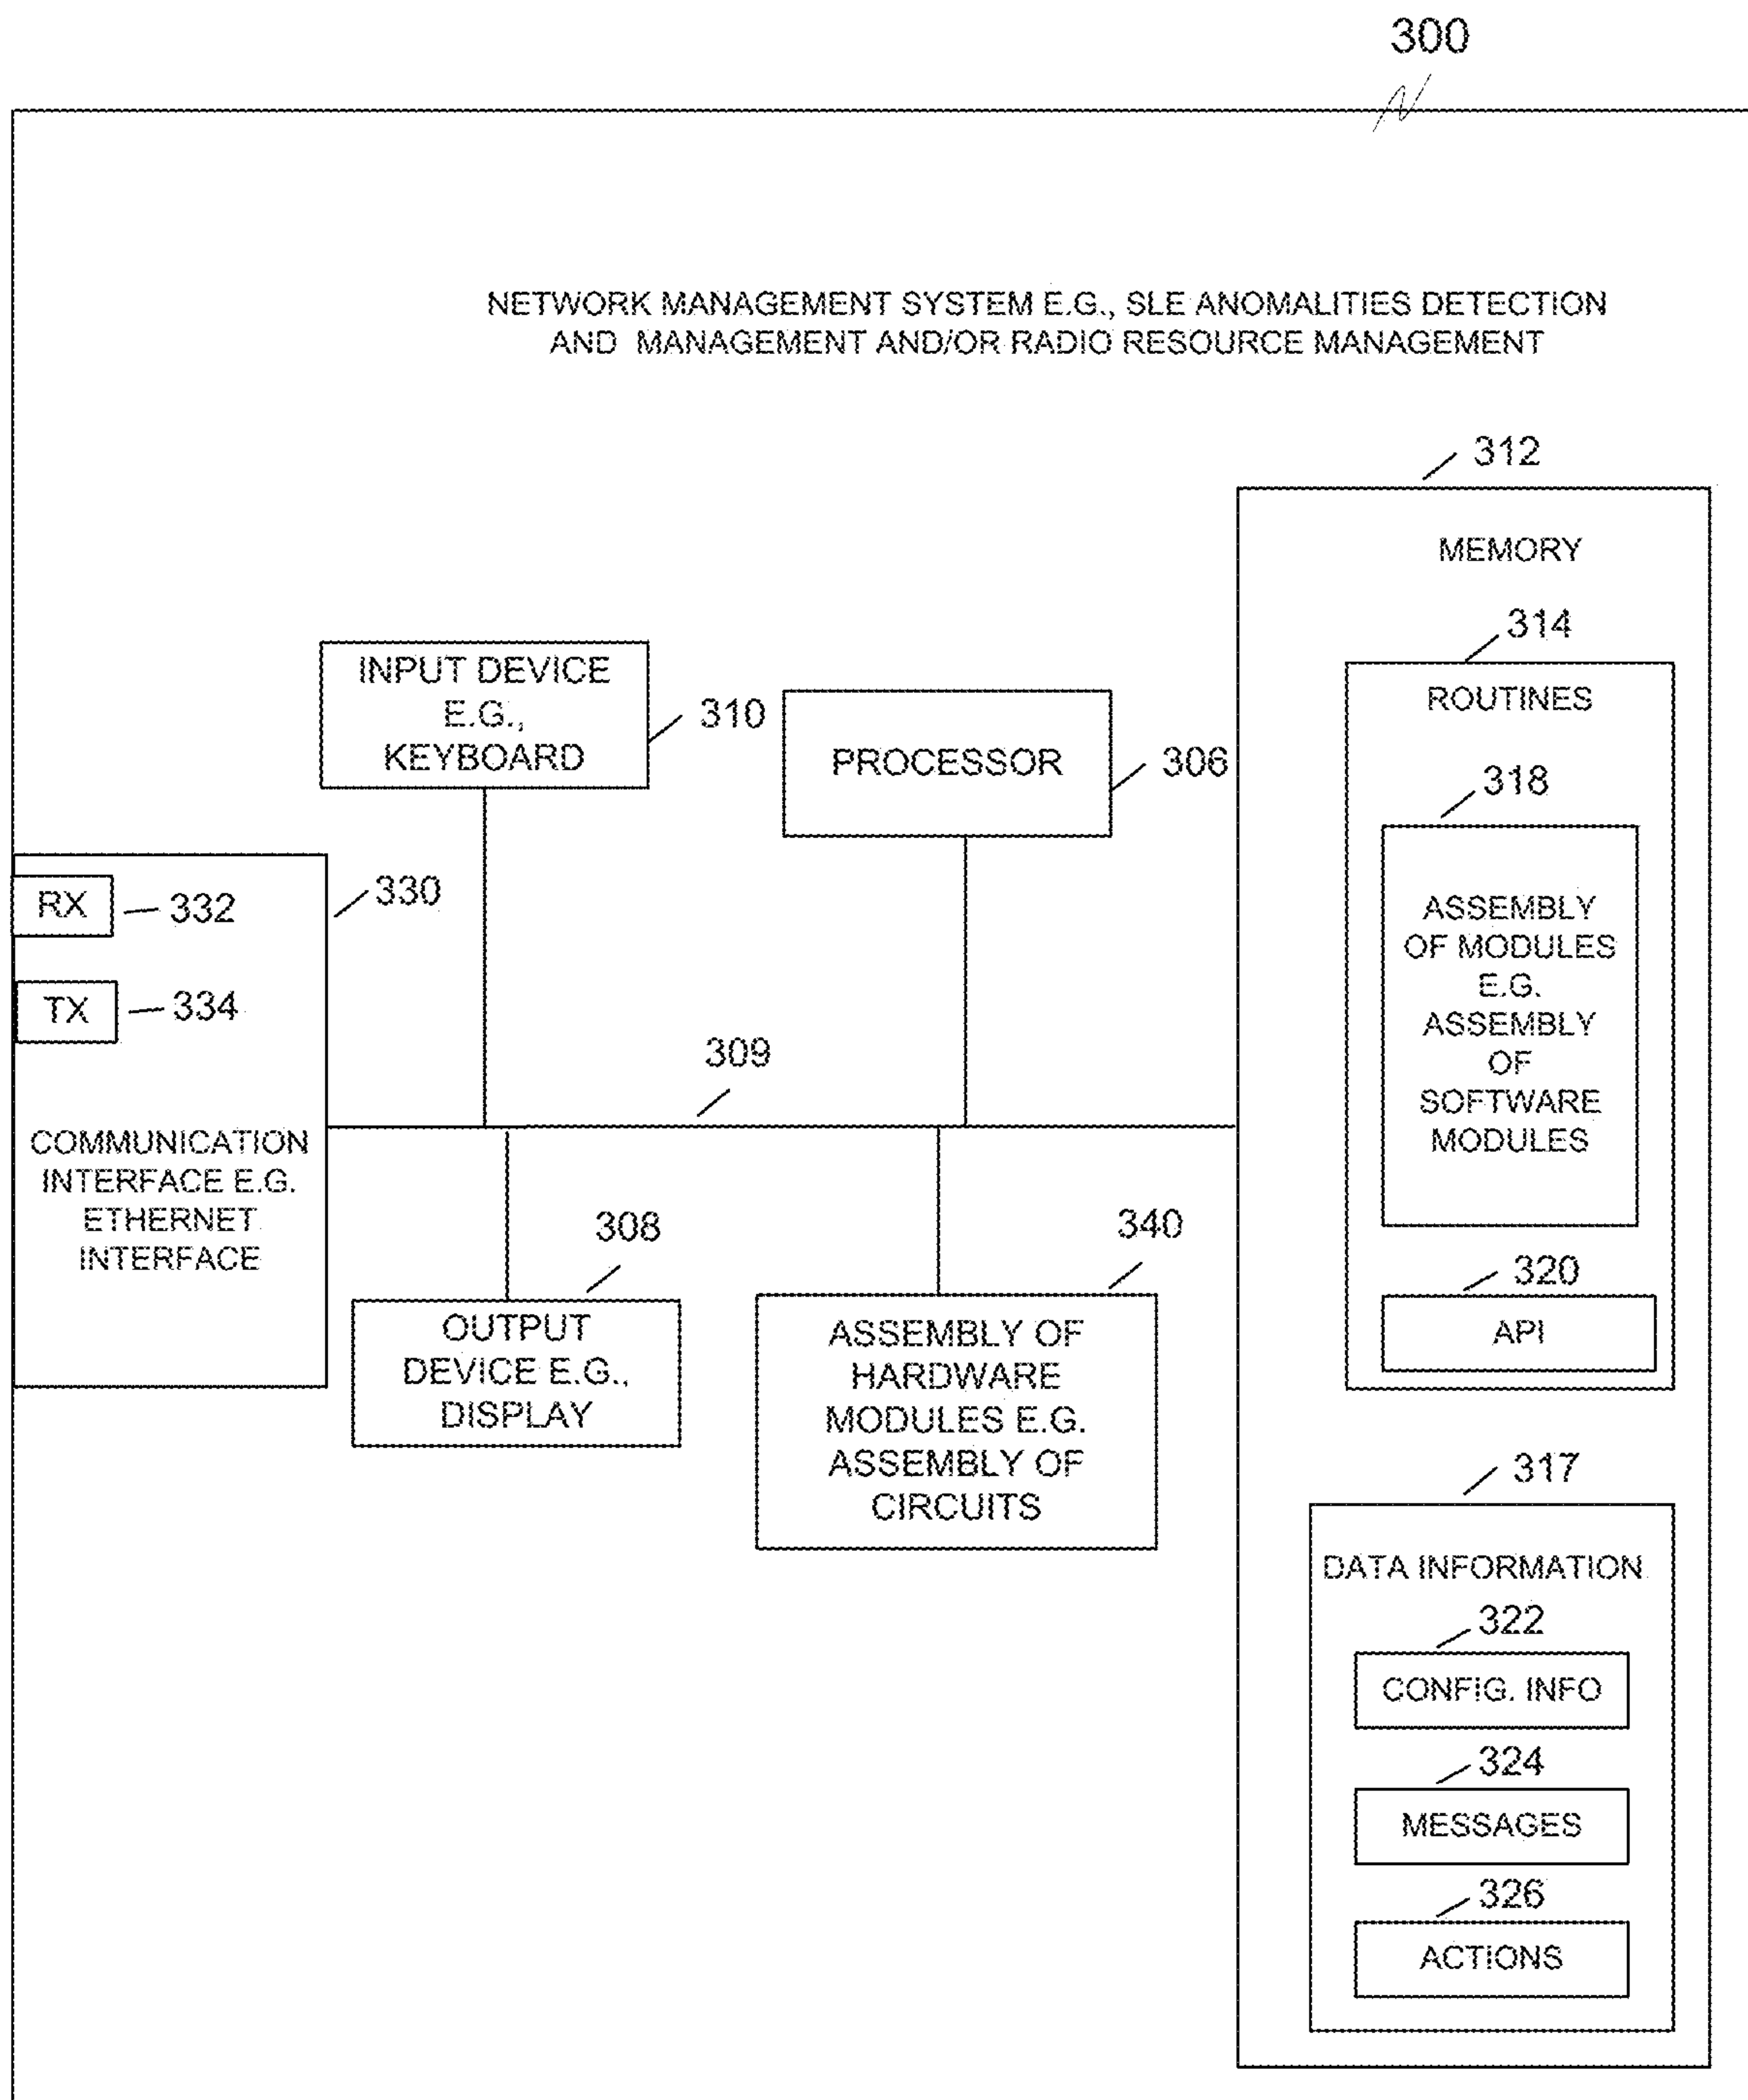 300
NETWORK MANAGEMENT SYSTEM E.G., SLE ANOMALITIES DETECTION
AND MANAGEMENT AND/OR RADIO RESOURCE MANAGEMENT
312
MEMORY
314
ROUTINES
318
ASSEMBLY
OF MODULES
E.G.
ASSEMBLY
OF
SOFTWARE
MODULES
320
API
317
DATA INFORMATION
322
CONFIG. INFO
324
MESSAGES
326
ACTIONS
INPUT DEVICE
E.G.,
KEYBOARD
310
PROCESSOR
306
330
RX
332
TX
334
COMMUNICATION
INTERFACE E.G.
ETHERNET
INTERFACE
309
308
OUTPUT
DEVICE E.G.,
DISPLAY
340
ASSEMBLY OF
HARDWARE
MODULES E.G.
ASSEMBLY OF
CIRCUITS